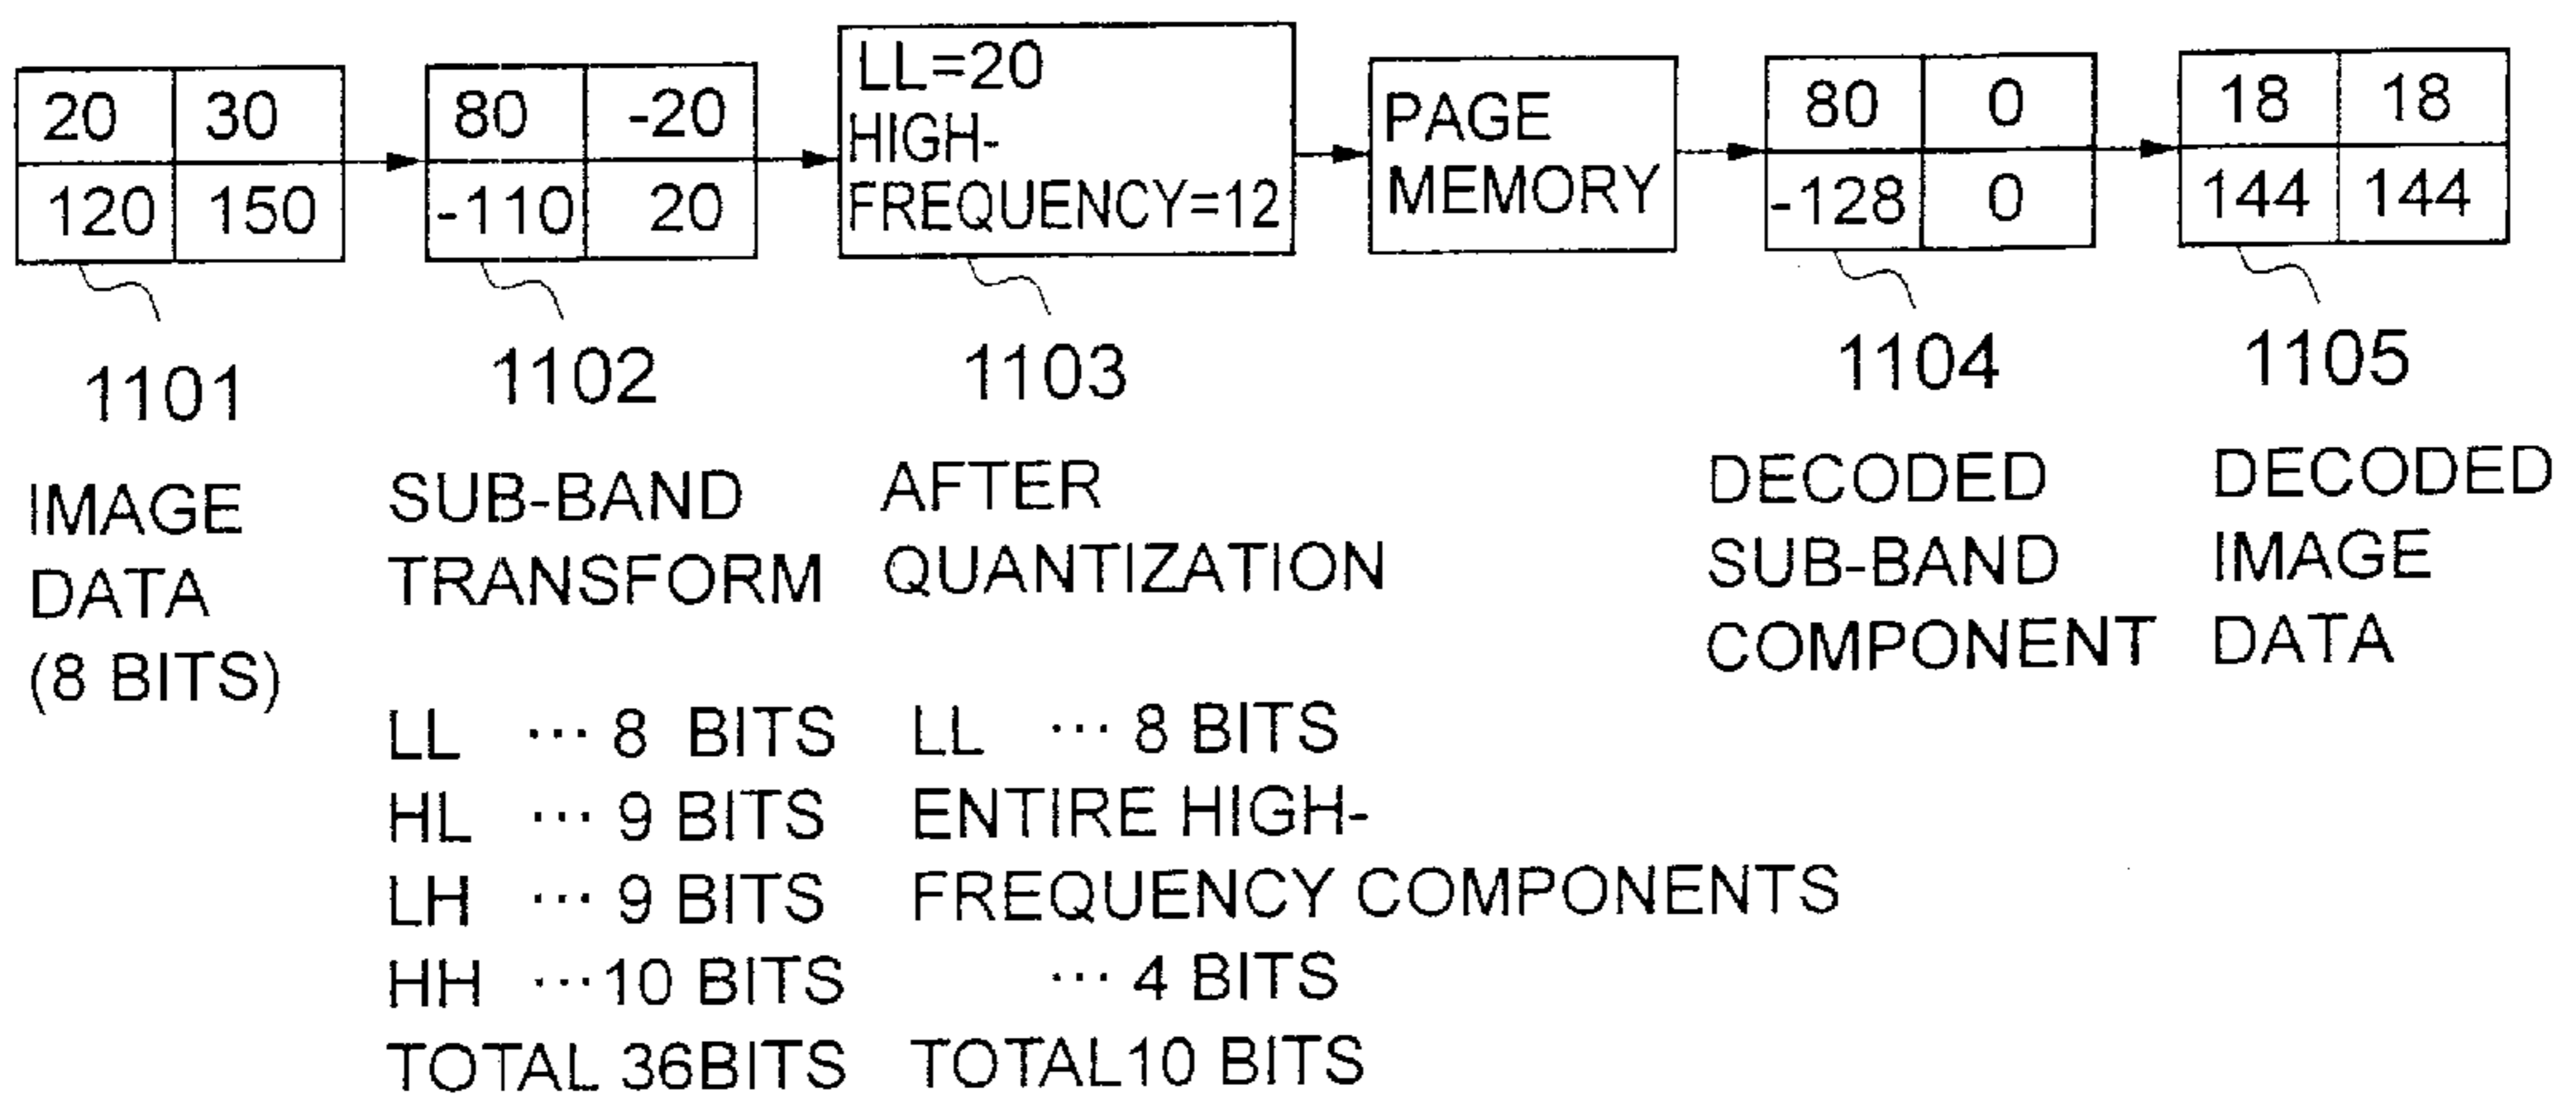 20 30
120 150
80 -20
-110 20
LL=20
HIGH-
FREQUENCY=12
PAGE
MEMORY
80 0
-128 0
18 18
144 144
1101
1102
1103
1104
1105
IMAGE
DATA
(8 BITS)
SUB-BAND
TRANSFORM
LL ··· 8 BITS
HL ··· 9 BITS
LH ··· 9 BITS
HH ··· 10 BITS
TOTAL 36BITS
AFTER
QUANTIZATION
LL ··· 8 BITS
ENTIRE HIGH-
FREQUENCY COMPONENTS
··· 4 BITS
TOTAL10 BITS
DECODED
SUB-BAND
COMPONENT
DECODED
IMAGE
DATA